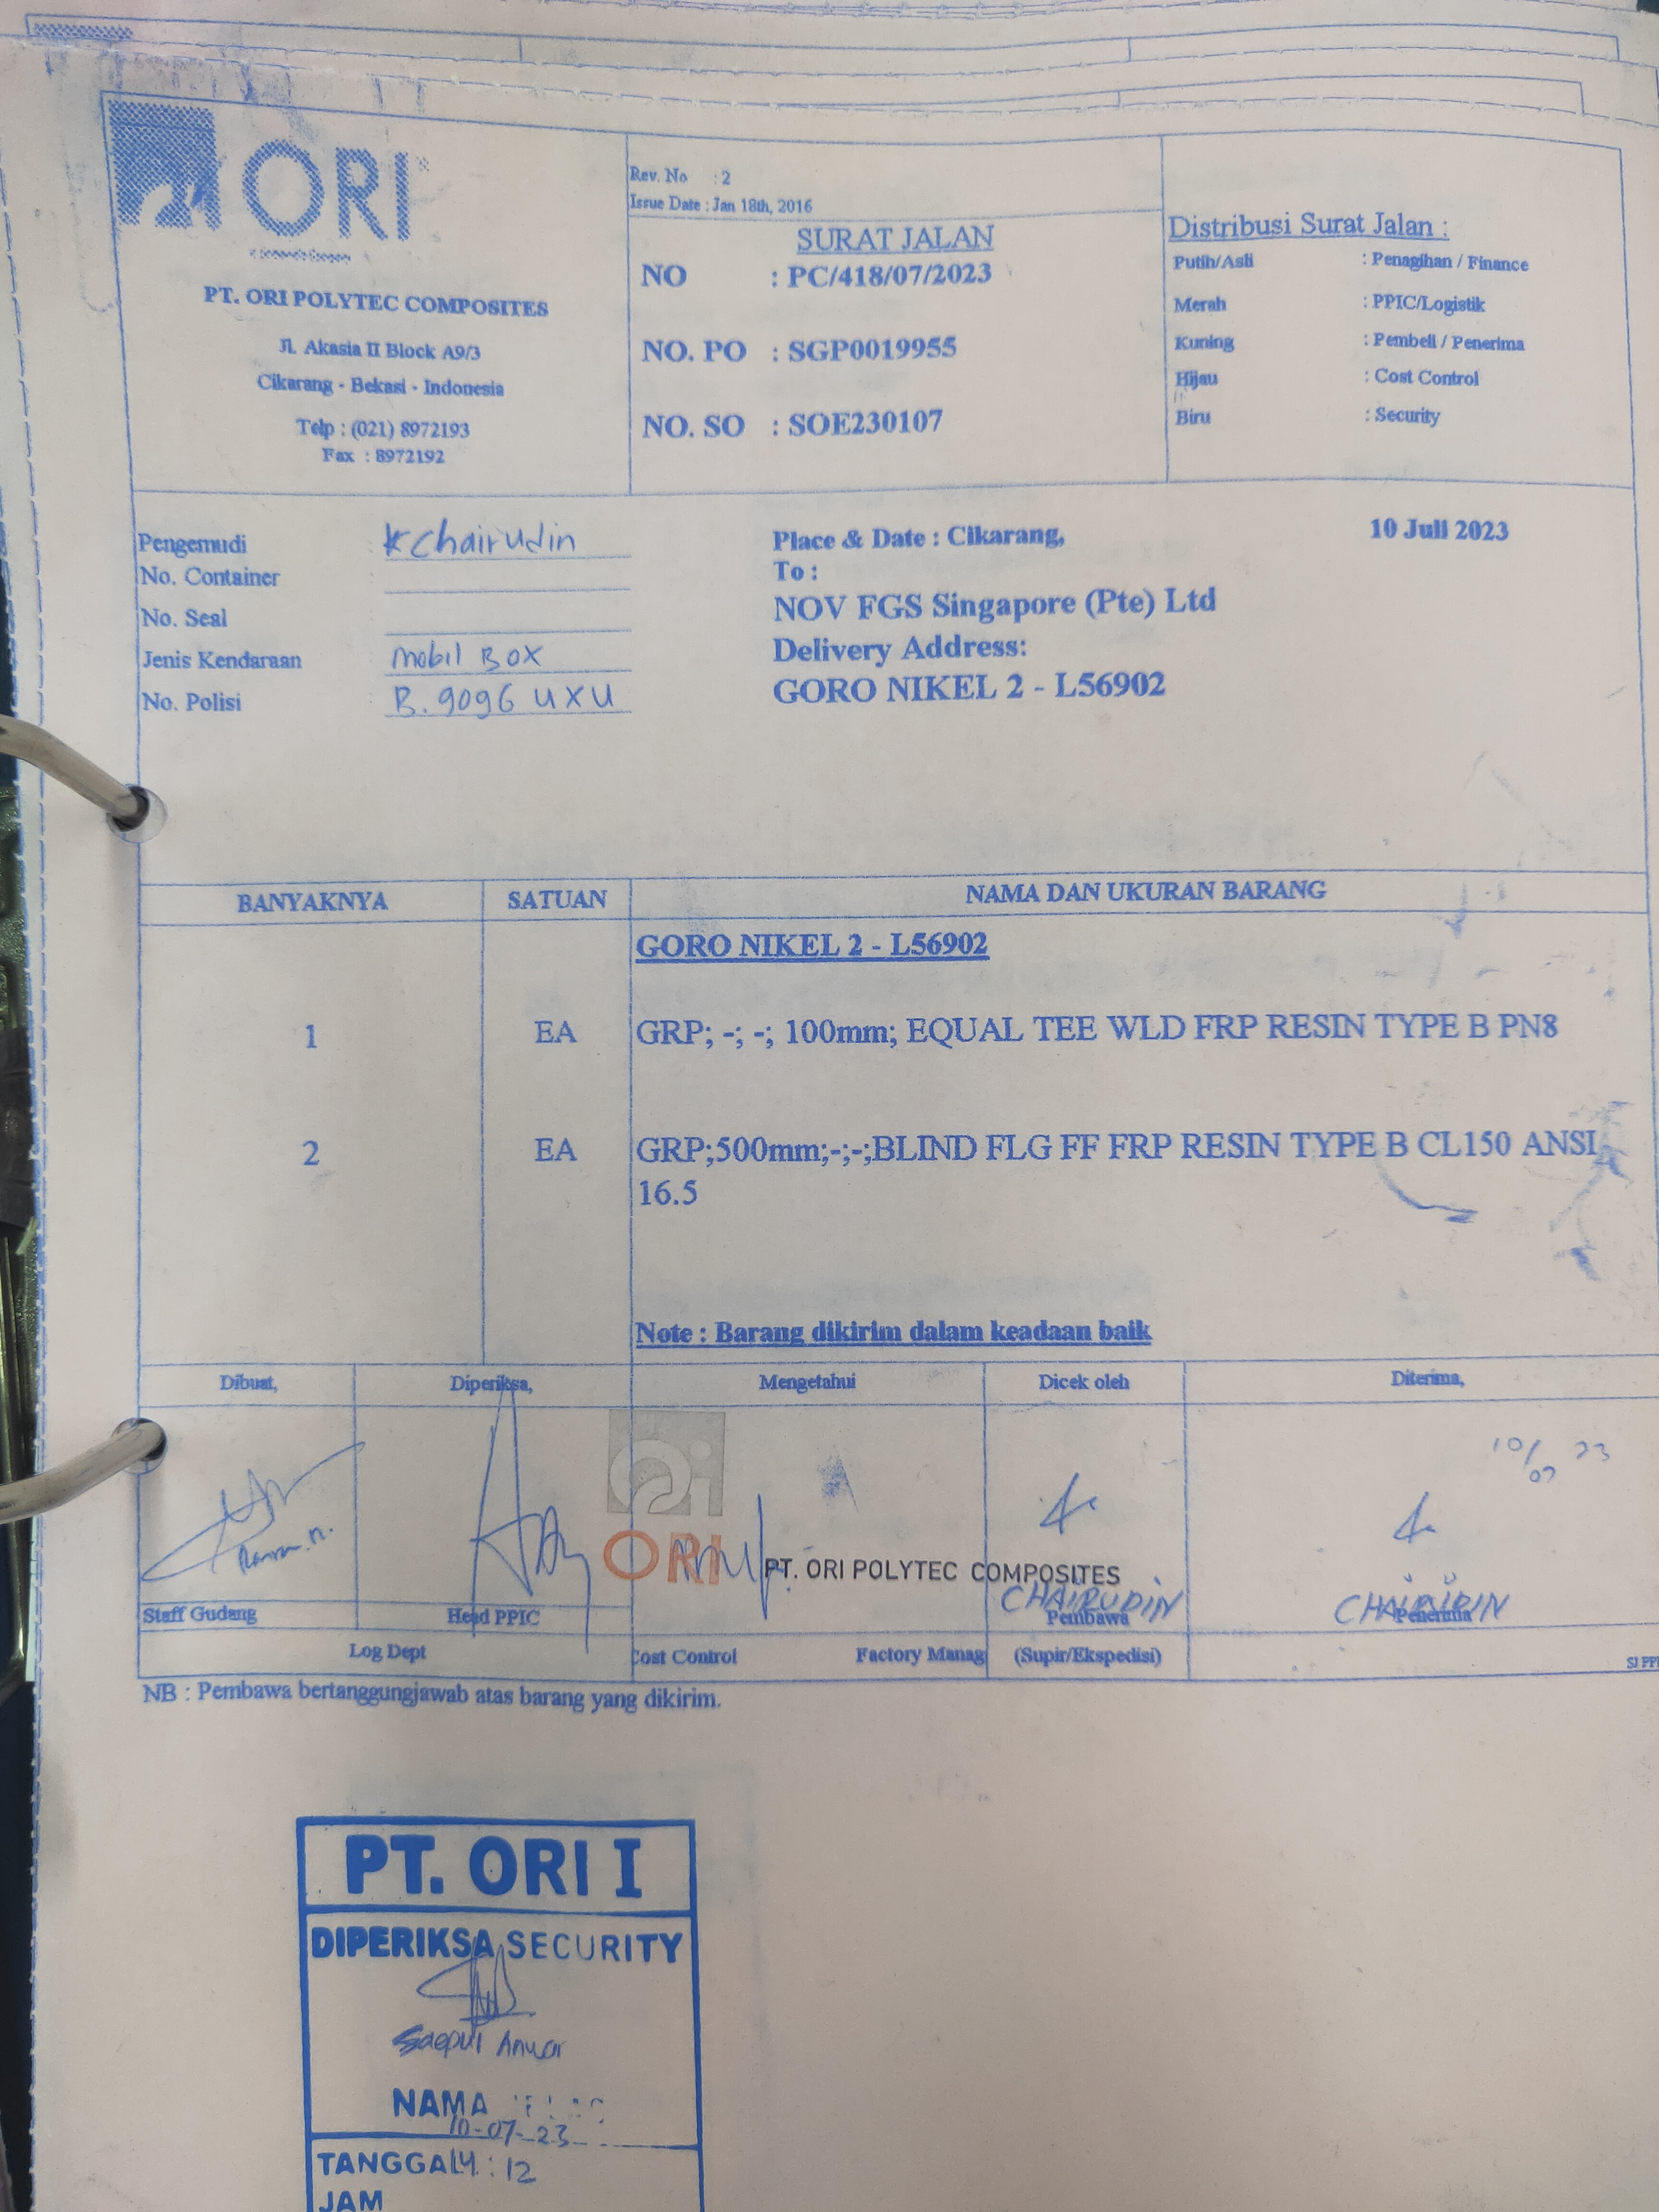 ORI
PT. ORI POLYTEC COMPOSITES
Jl. Akasia II Block A9/3
Cikarang - Bekasi - Indonesia
Telp : (021) 8972193
Fax : 8972192
Rev. No : 2
Issue Date : Jan 18th, 2016
SURAT JALAN
NO : PC/418/07/2023
NO. PO : SGP0019955
NO. SO : SOE230107
Distribusi Surat Jalan :
Putih/Asli : Penagihan / Finance
Merah : PPIC/Logistik
Kuning : Pembeli / Penerima
Hijau : Cost Control
Biru : Security
Pengemudi : Chairudin
No. Container :
No. Seal
Jenis Kendaraan mobil BOX
No. Polisi B. 9096 UXU
Place & Date : Cikarang, 10 Juli 2023
To :
NOV FGS Singapore (Pte) Ltd
Delivery Address:
GORO NIKEL 2 - L56902
BANYAKNYA SATUAN NAMA DAN UKURAN BARANG
GORO NIKEL 2 - L56902
1 EA GRP; -; -; 100mm; EQUAL TEE WLD FRP RESIN TYPE B PN8
2 EA GRP;500mm;-;-;BLIND FLG FF FRP RESIN TYPE B CL150 ANSI
16.5
Note : Barang dikirim dalam keadaan baik
Dibuat, Diperiksa, Mengetahui Dicek oleh Diterima,
10/07 23
ORI PT. ORI POLYTEC COMPOSITES
CHAIRUDIN CHAIRUDIN
Staff Gudang Head PPIC Pembawa Penerima
Log Dept Cost Control Factory Manag (Supir/Ekspedisi)
SJ PP
NB : Pembawa bertanggungjawab atas barang yang dikirim.
PT. ORI I
DIPERIKSA SECURITY
Saepul Anwar
NAMA
10-07-23
TANGGAL 14:12
JAM